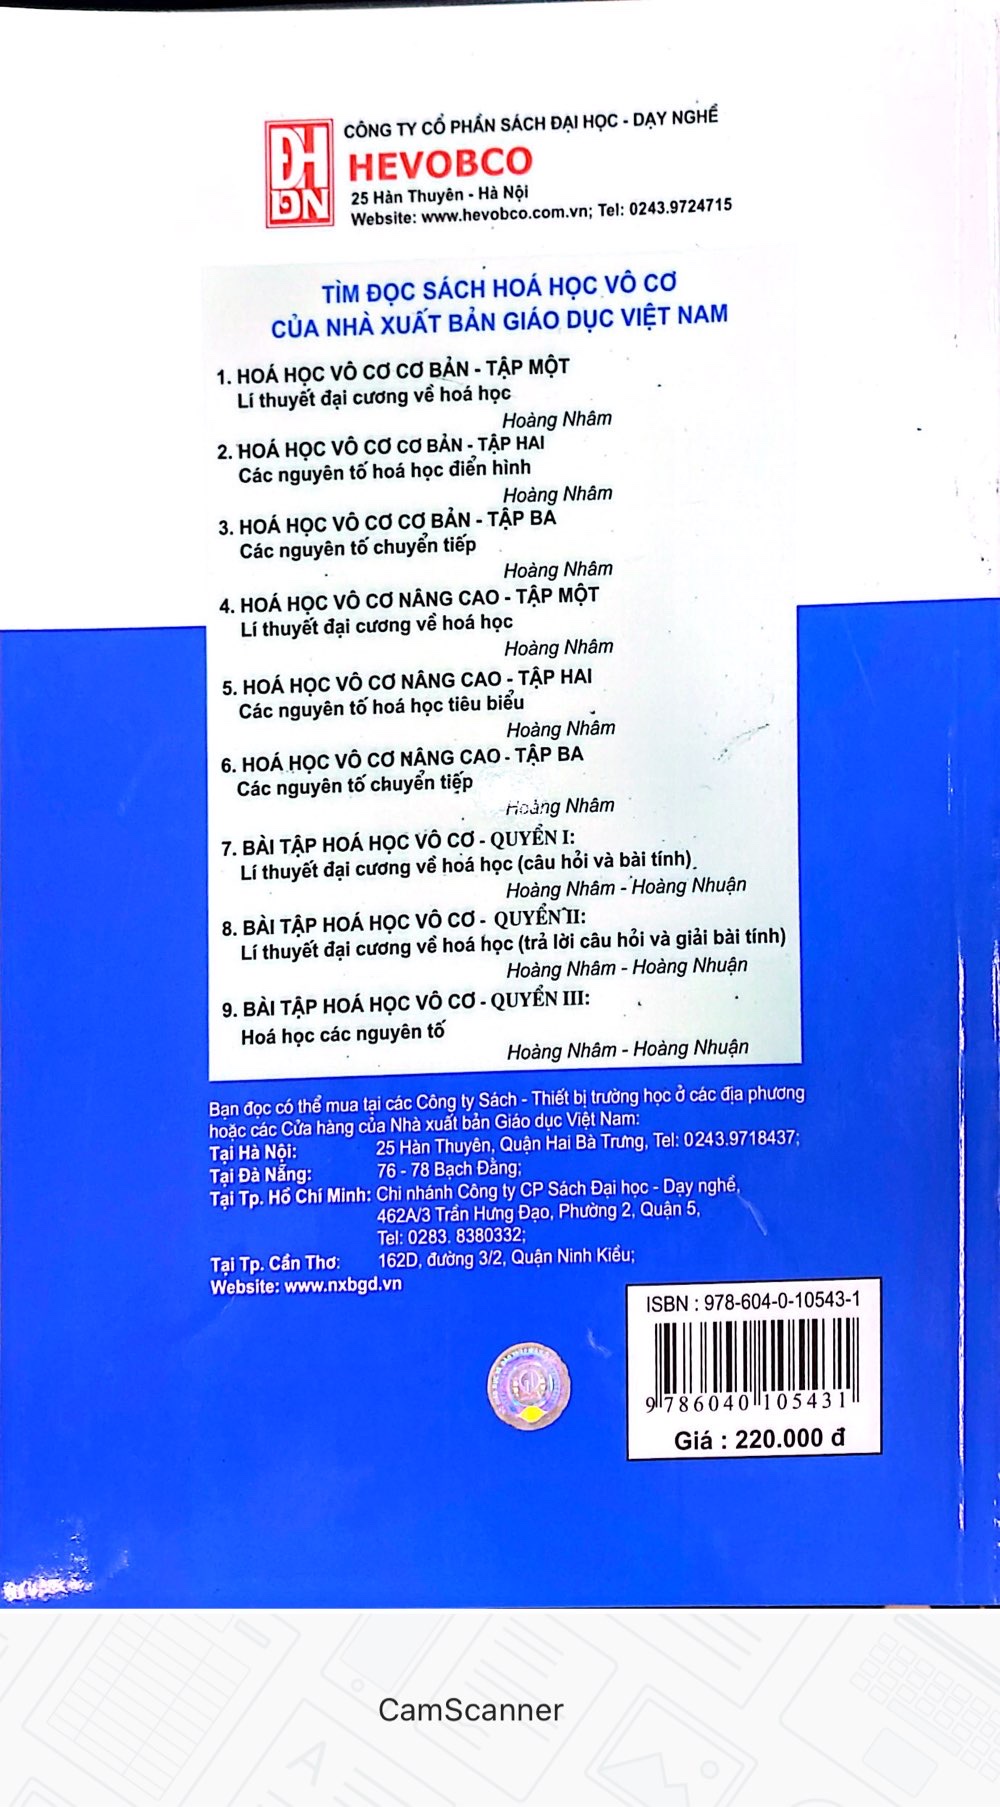 ĐH
DN
CÔNG TY CỔ PHẦN SÁCH ĐẠI HỌC - DẠY NGHỀ
HEVOBCO
25 Hàn Thuyên - Hà Nội
Website: www.hevobco.com.vn; Tel: 0243.9724715
TÌM ĐỌC SÁCH HOÁ HỌC VÔ CƠ
CỦA NHÀ XUẤT BẢN GIÁO DỤC VIỆT NAM
1. HOÁ HỌC VÔ CƠ CƠ BẢN - TẬP MỘT
Lí thuyết đại cương về hoá học
Hoàng Nhâm
2. HOÁ HỌC VÔ CƠ CƠ BẢN - TẬP HAI
Các nguyên tố hoá học điển hình
Hoàng Nhâm
3. HOÁ HỌC VÔ CƠ CƠ BẢN - TẬP BA
Các nguyên tố chuyển tiếp
Hoàng Nhâm
4. HOÁ HỌC VÔ CƠ NÂNG CAO - TẬP MỘT
Lí thuyết đại cương về hoá học
Hoàng Nhâm
5. HOÁ HỌC VÔ CƠ NÂNG CAO - TẬP HAI
Các nguyên tố hoá học tiêu biểu
Hoàng Nhâm
6. HOÁ HỌC VÔ CƠ NÂNG CAO - TẬP BA
Các nguyên tố chuyển tiếp
Hoàng Nhâm
7. BÀI TẬP HOÁ HỌC VÔ CƠ - QUYỂN I:
Lí thuyết đại cương về hoá học (câu hỏi và bài tính).
Hoàng Nhâm - Hoàng Nhuận
8. BÀI TẬP HOÁ HỌC VÔ CƠ - QUYỂN II:
Lí thuyết đại cương về hoá học (trả lời câu hỏi và giải bài tính)
Hoàng Nhâm - Hoàng Nhuận
9. BÀI TẬP HOÁ HỌC VÔ CƠ - QUYỂN III:
Hoá học các nguyên tố
Hoàng Nhâm - Hoàng Nhuận
Bạn đọc có thể mua tại các Công ty Sách - Thiết bị trường học ở các địa phương
hoặc các Cửa hàng của Nhà xuất bản Giáo dục Việt Nam:
Tại Hà Nội: 25 Hàn Thuyên, Quận Hai Bà Trưng, Tel: 0243.9718437;
Tại Đà Nẵng: 76 - 78 Bạch Đằng;
Tại Tp. Hồ Chí Minh: Chi nhánh Công ty CP Sách Đại học - Dạy nghề,
462A/3 Trần Hưng Đạo, Phường 2, Quận 5,
Tel: 0283. 8380332;
Tại Tp. Cần Thơ: 162D, đường 3/2, Quận Ninh Kiều;
Website: www.nxbgd.vn
ISBN : 978-604-0-10543-1
9 786040 105431
Giá : 220.000 đ
CamScanner